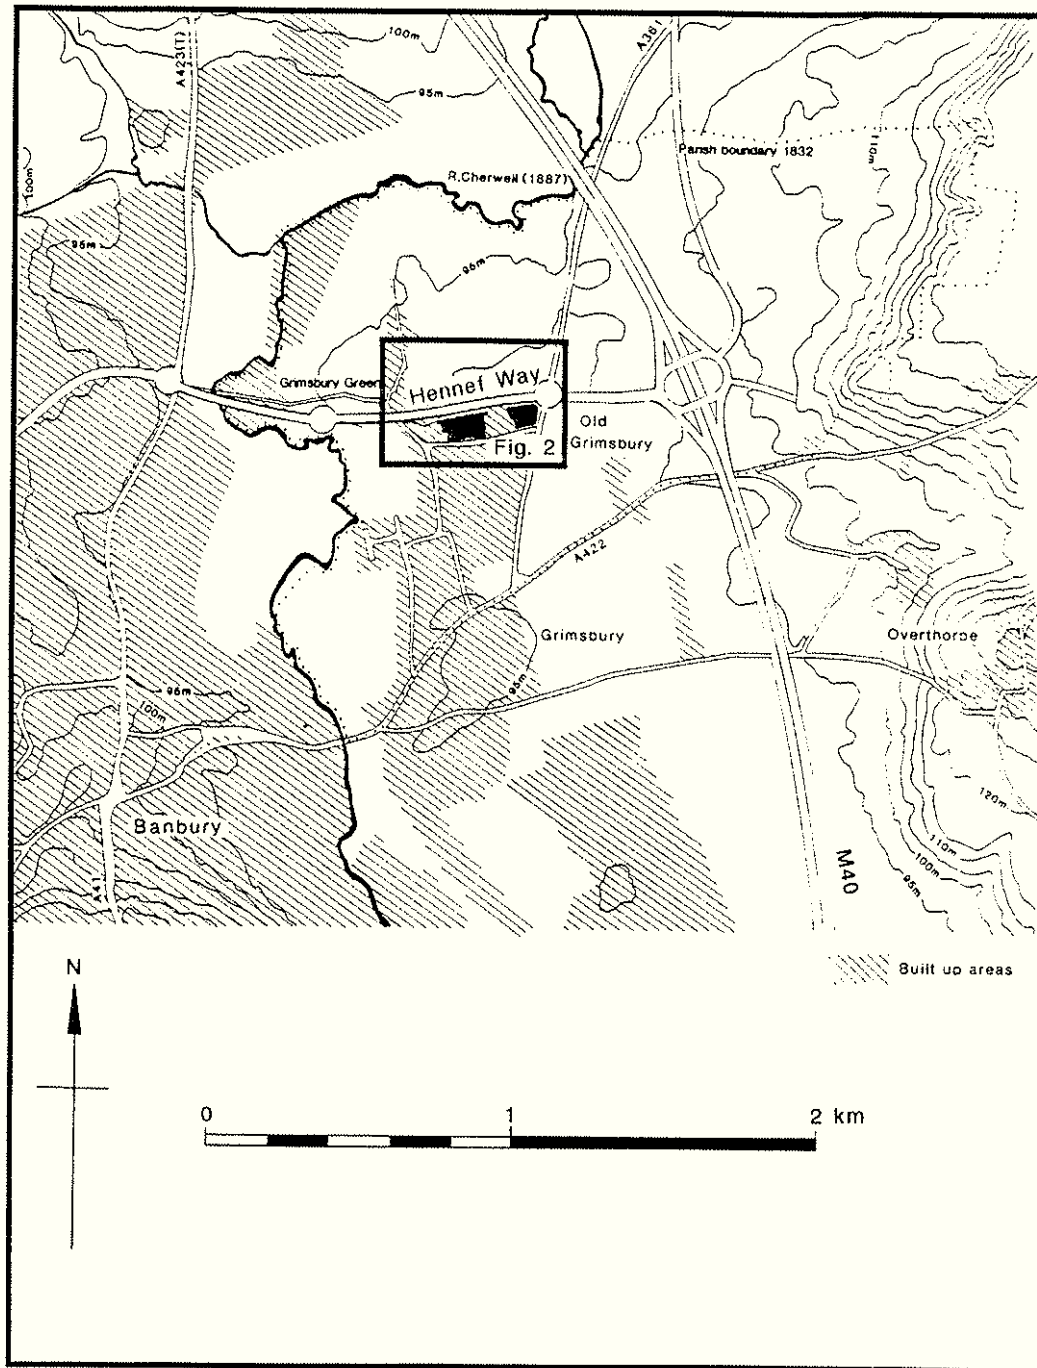 100m
A423(T)
A361
95m
Parish boundary 1832
110m
R.Cherwell (1887)
100m
95m
95m
Grimsbury Green
Hennef Way
Old
Grimsbury
Fig. 2
A422
Grimsbury
Overthorpe
95m
95m
100m
120m
Banbury
110m
M40
100m
A41
95m
Built up areas
N
0
1
2 km